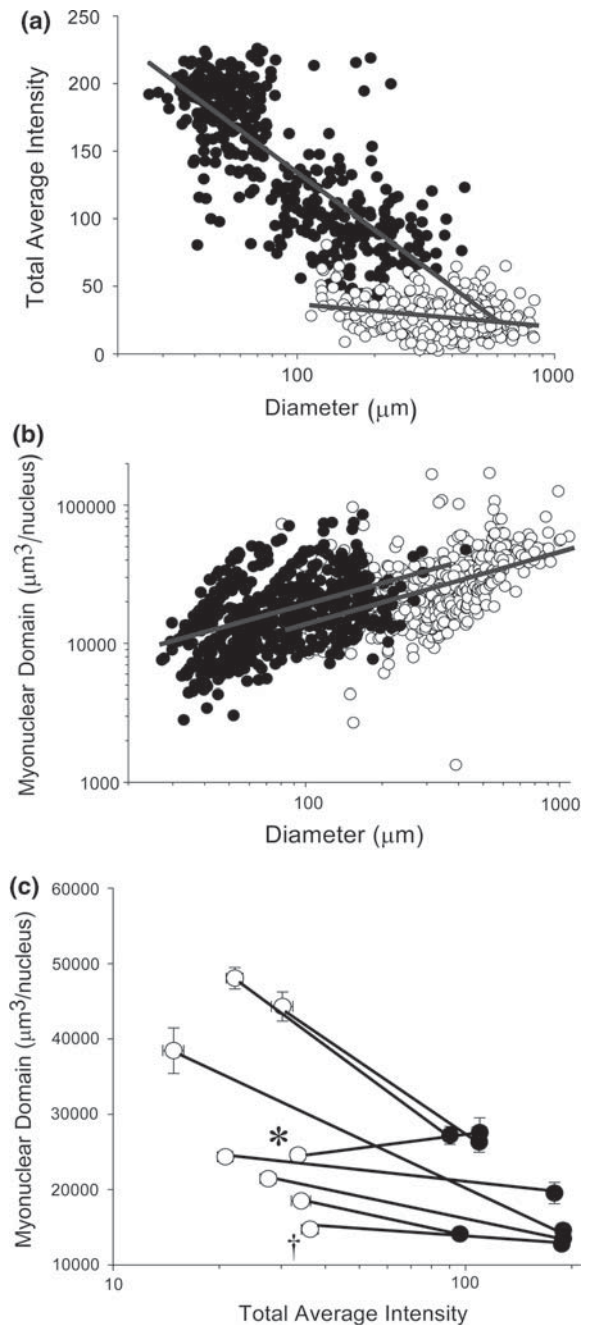 (a)
250
200
150
100
50
0
Total Average Intensity
100
1000
Diameter (μm)
(b)
100000
10000
1000
Myonuclear Domain (μm³/nucleus)
100
1000
Diameter (μm)
(c)
60000
50000
40000
30000
20000
10000
Myonuclear Domain (μm³/nucleus)
*
†
10
100
Total Average Intensity